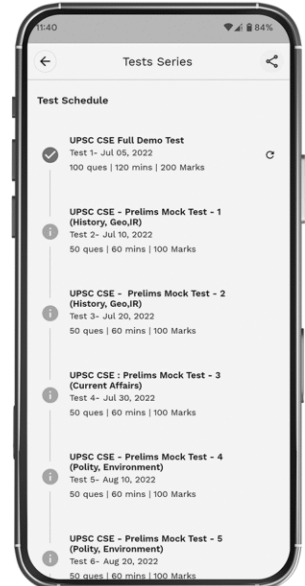 11:40
84%
Tests Series
Test Schedule
UPSC CSE Full Demo Test
Test 1- Jul 05, 2022
100 ques | 120 mins | 200 Marks
UPSC CSE - Prelims Mock Test - 1
(History, Geo,IR)
Test 2- Jul 10, 2022
50 ques | 60 mins | 100 Marks
UPSC CSE - Prelims Mock Test - 2
(History, Geo,IR)
Test 3- Jul 20, 2022
50 ques | 60 mins | 100 Marks
UPSC CSE : Prelims Mock Test - 3
(Current Affairs)
Test 4- Jul 30, 2022
50 ques | 60 mins | 100 Marks
UPSC CSE - Prelims Mock Test - 4
(Polity, Environment)
Test 5- Aug 10, 2022
50 ques | 60 mins | 100 Marks
UPSC CSE - Prelims Mock Test - 5
(Polity, Environment)
Test 6- Aug 20, 2022
50 ques | 60 mins | 100 Marks